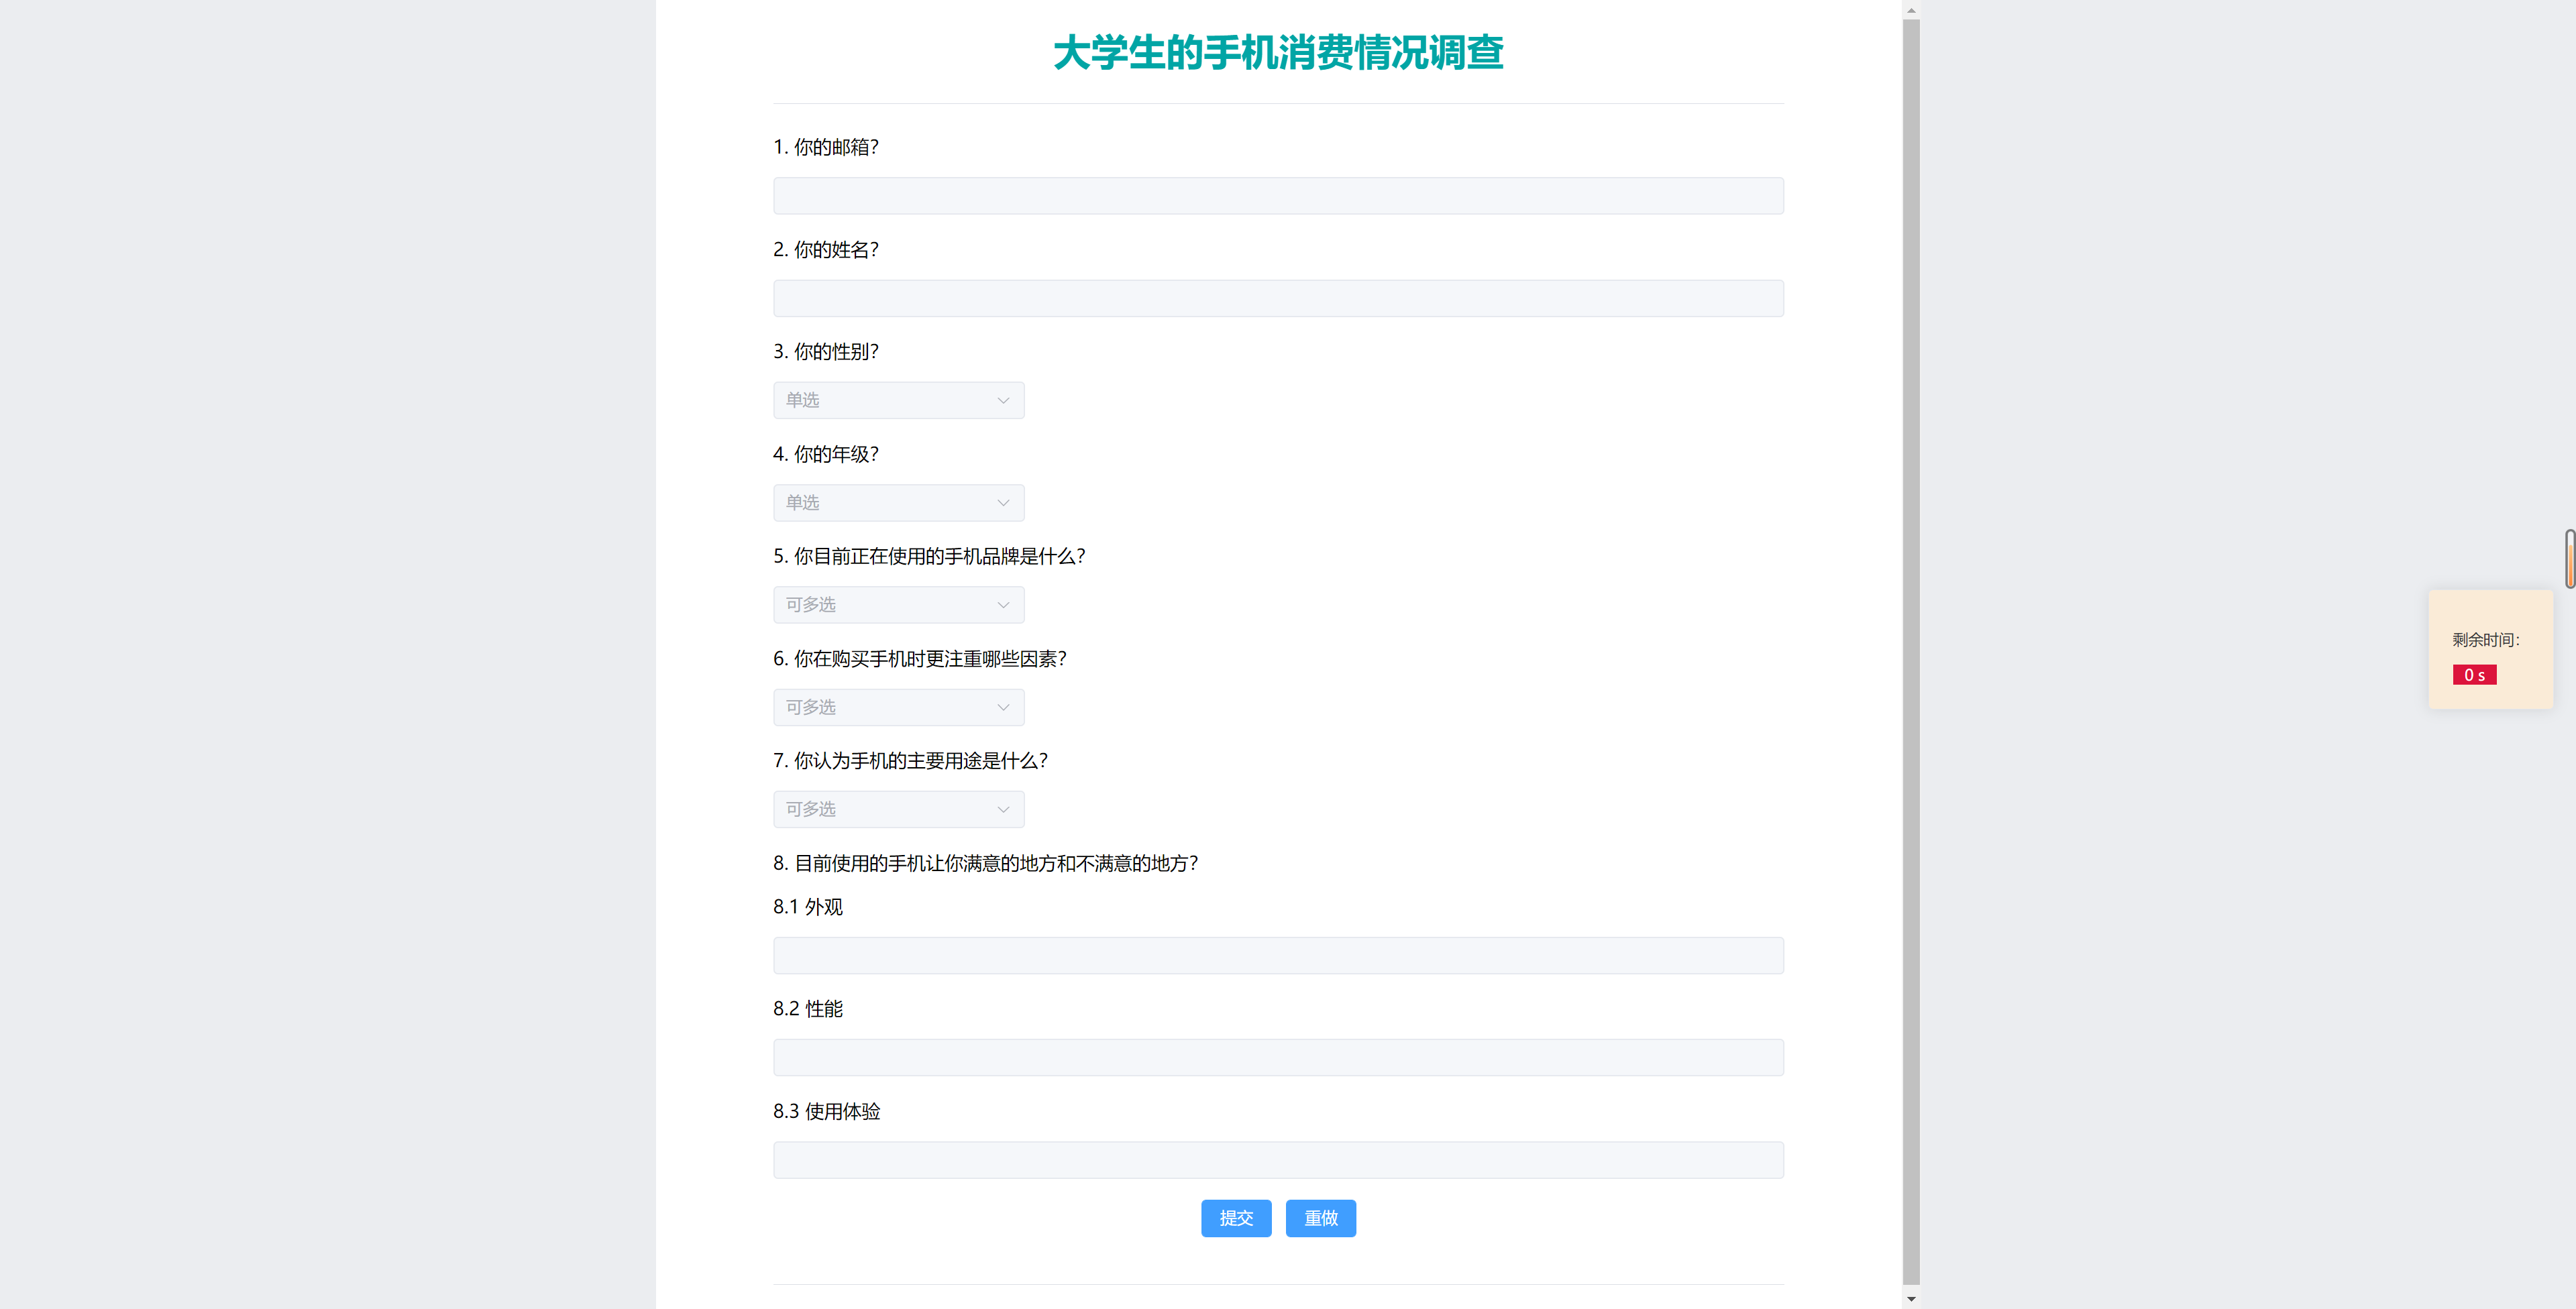 大学生的手机消费情况调查
1. 你的邮箱?
2. 你的姓名?
3. 你的性别?
单选
4. 你的年级?
单选
5. 你目前正在使用的手机品牌是什么?
可多选
6. 你在购买手机时更注重哪些因素?
可多选
7. 你认为手机的主要用途是什么?
可多选
8. 目前使用的手机让你满意的地方和不满意的地方?
8.1 外观
8.2 性能
8.3 使用体验
提交 重做
剩余时间：
0 s